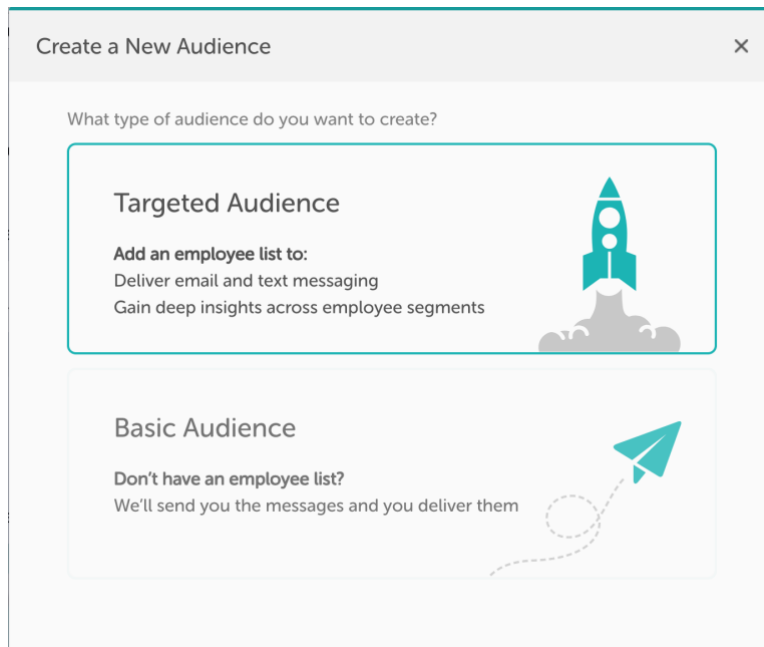 Create a New Audience
What type of audience do you want to create?
Targeted Audience
Add an employee list to:
Deliver email and text messaging
Gain deep insights across employee segments
Basic Audience
Don't have an employee list?
We'll send you the messages and you deliver them